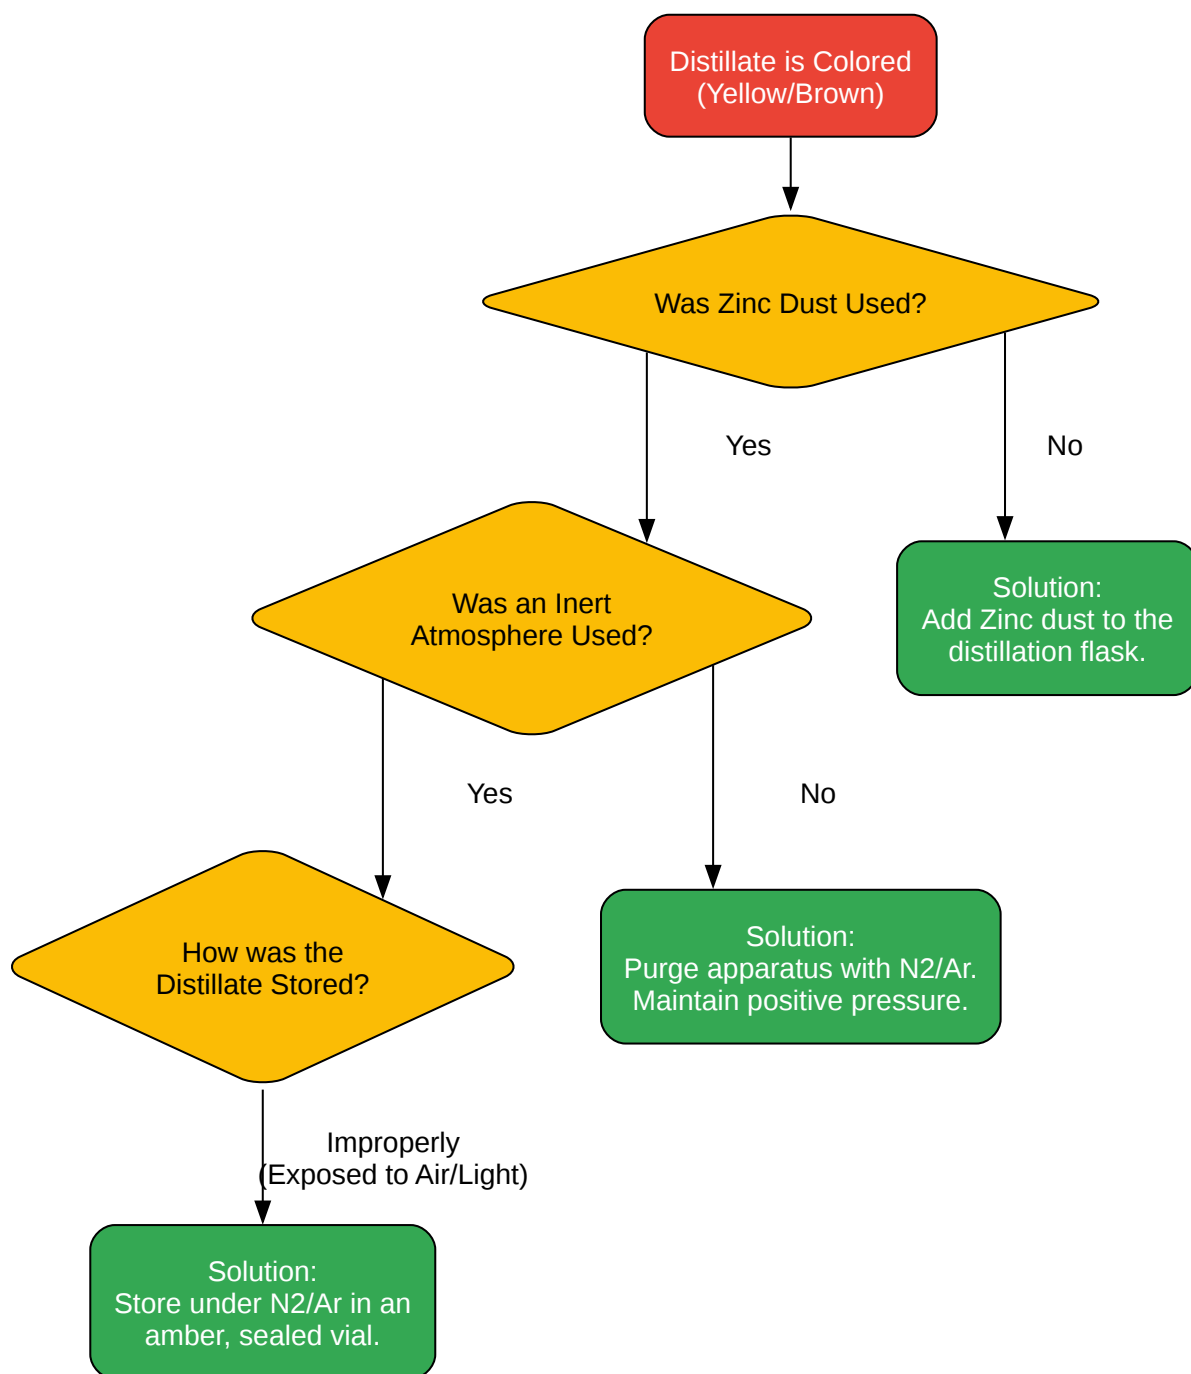 Distillate is Colored
(Yellow/Brown)
Was Zinc Dust Used?
Yes
No
Was an Inert
Atmosphere Used?
Solution:
Add Zinc dust to the
distillation flask.
Yes
No
How was the
Distillate Stored?
Solution:
Purge apparatus with N2/Ar.
Maintain positive pressure.
Improperly
(Exposed to Air/Light)
Solution:
Store under N2/Ar in an
amber, sealed vial.